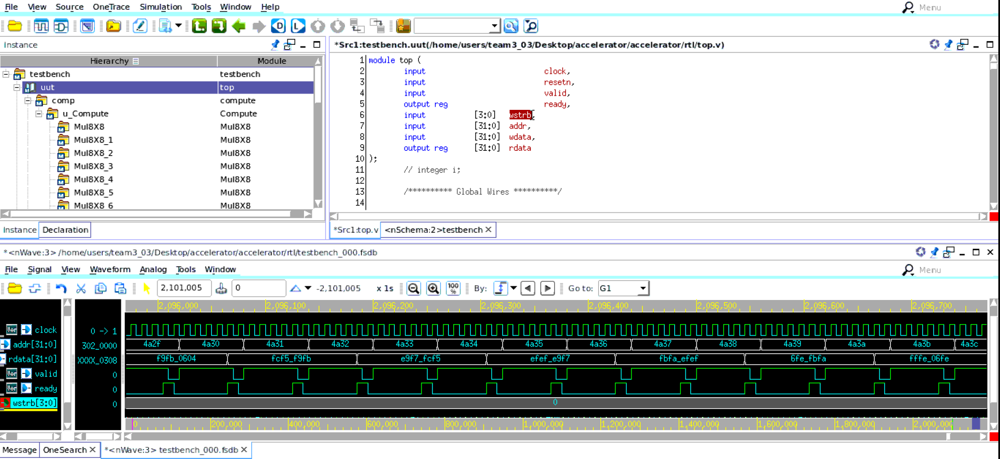 File View Source OneTrace Simulation Tools Window Help Menu
Instance
*Src1:testbench.uut(/home/users/team3_03/Desktop/accelerator/accelerator/rtl/top.v)
Hierarchy Module
testbench testbench
uut top
comp compute
u_Compute Compute
Mul8X8 Mul8X8
Mul8X8_1 Mul8X8
Mul8X8_2 Mul8X8
Mul8X8_3 Mul8X8
Mul8X8_4 Mul8X8
Mul8X8_5 Mul8X8
Mul8X8_6 Mul8X8
1 module top (
2 input clock,
3 input resetn,
4 input valid,
5 output reg ready,
6 input [3:0] wstrb,
7 input [31:0] addr,
8 input [31:0] wdata,
9 output reg [31:0] rdata
10 );
11 // integer i;
12
13 /********** Global Wires **********/
14
Instance Declaration
*Src1:top.v <nSchema:2>testbench
*<nWave:3> /home/users/team3_03/Desktop/accelerator/accelerator/rtl/testbench_000.fsdb
File Signal View Waveform Analog Tools Window Menu
2,101,005 0 -2,101,005 x 1s 100 % By: Go to: G1
2,096,000 2,096,100 2,096,200 2,096,300 2,096,400 2,096,500 2,096,600 2,096,700
Ver clock 0 -> 1
addr[31:0] 302_0000 4a2f 4a30 4a31 4a32 4a33 4a34 4a35 4a36 4a37 4a38 4a39 4a3a 4a3b 4a3c
rdata[31:0] XXXX_0308 f9fb_0604 fcf5_f9fb e9f7_fcf5 efef_e9f7 fbfa_efef 6fe_fbfa fffe_06fe
Ver valid 0
Ver ready 0
wstrb[3:0] 0 0
0 200,000 400,000 600,000 800,000 1,000,000 1,200,000 1,400,000 1,600,000 1,800,000 2,000,000
Message OneSearch *<nWave:3> testbench_000.fsdb